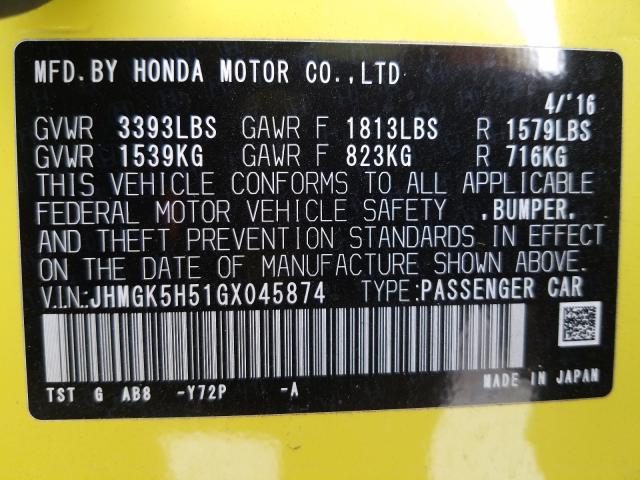 MFD.BY HONDA MOTOR CO.,LTD
4/'16
GVWR 3393LBS GAWR F 1813LBS R 1579LBS
GVWR 1539KG GAWR F 823KG R 716KG
THIS VEHICLE CONFORMS TO ALL APPLICABLE
FEDERAL MOTOR VEHICLE SAFETY .BUMPER.
AND THEFT PREVENTION STANDARDS IN EFFECT
ON THE DATE OF MANUFACTURE SHOWN ABOVE.
V.I.N:JHMGK5H51GX045874 TYPE:PASSENGER CAR
TST G AB8 -Y72P -A MADE IN JAPAN